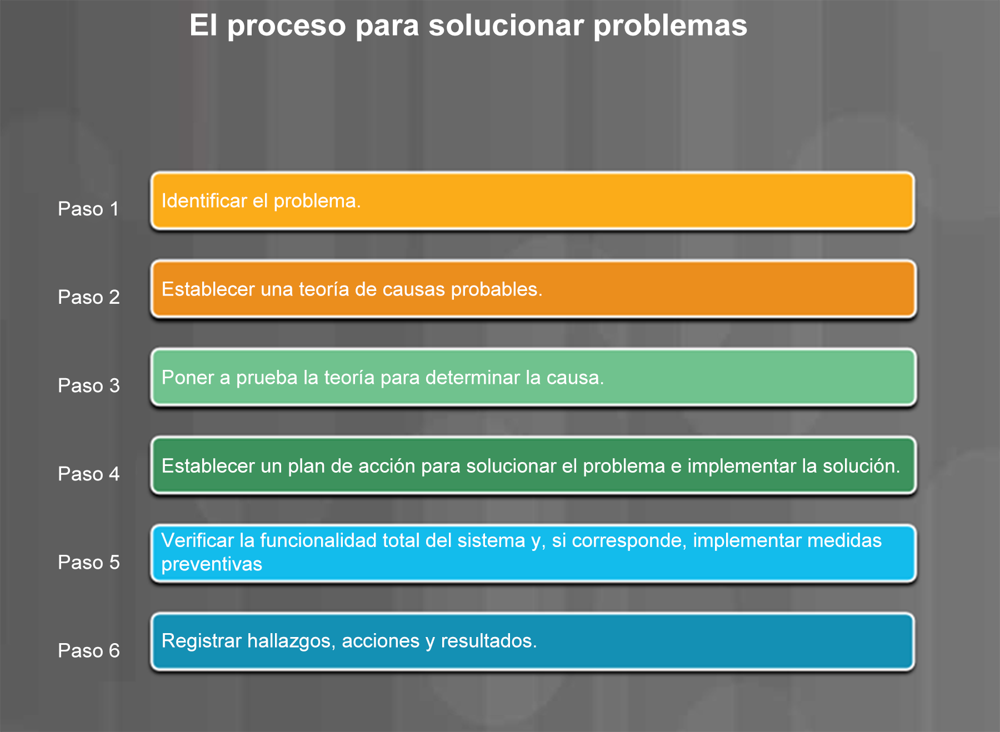 El proceso para solucionar problemas
Paso 1
Identificar el problema.
Paso 2
Establecer una teoría de causas probables.
Paso 3
Poner a prueba la teoría para determinar la causa.
Paso 4
Establecer un plan de acción para solucionar el problema e implementar la solución.
Paso 5
Verificar la funcionalidad total del sistema y, si corresponde, implementar medidas
preventivas
Paso 6
Registrar hallazgos, acciones y resultados.